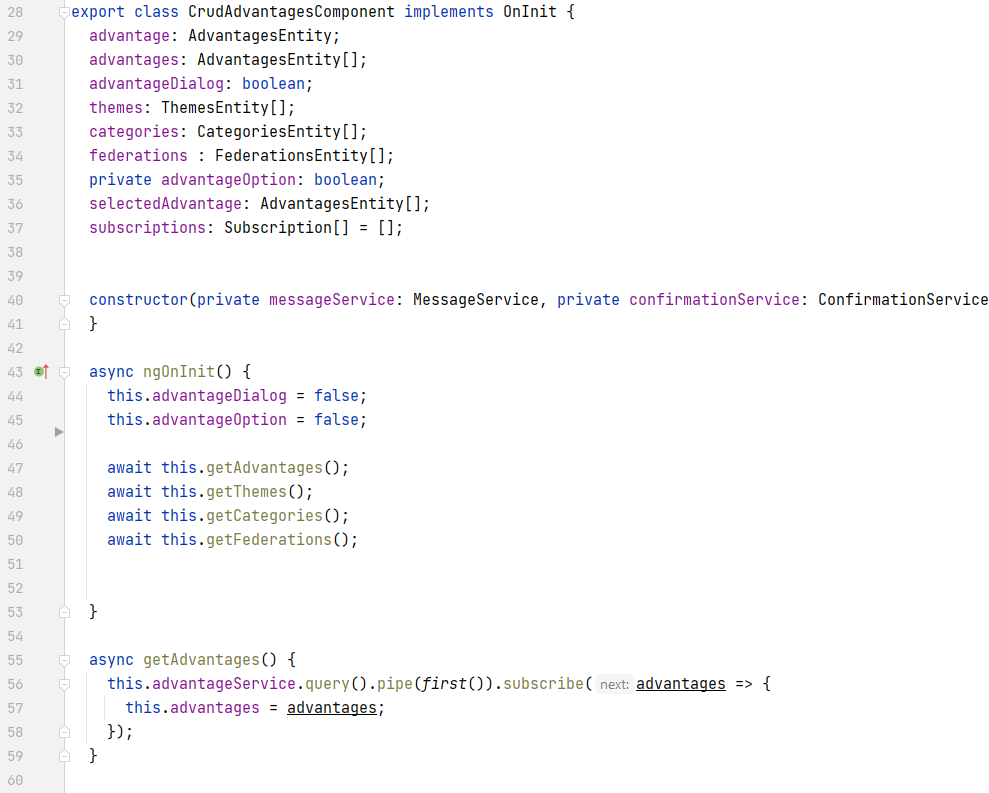 28 export class CrudAdvantagesComponent implements OnInit {
29 advantage: AdvantagesEntity;
30 advantages: AdvantagesEntity[];
31 advantageDialog: boolean;
32 themes: ThemesEntity[];
33 categories: CategoriesEntity[];
34 federations : FederationsEntity[];
35 private advantageOption: boolean;
36 selectedAdvantage: AdvantagesEntity[];
37 subscriptions: Subscription[] = [];
38
39
40 constructor(private messageService: MessageService, private confirmationService: ConfirmationService
41 }
42
43 async ngOnInit() {
44 this.advantageDialog = false;
45 this.advantageOption = false;
46
47 await this.getAdvantages();
48 await this.getThemes();
49 await this.getCategories();
50 await this.getFederations();
51
52
53 }
54
55 async getAdvantages() {
56 this.advantageService.query().pipe(first()).subscribe( next: advantages => {
57 this.advantages = advantages;
58 });
59 }
60